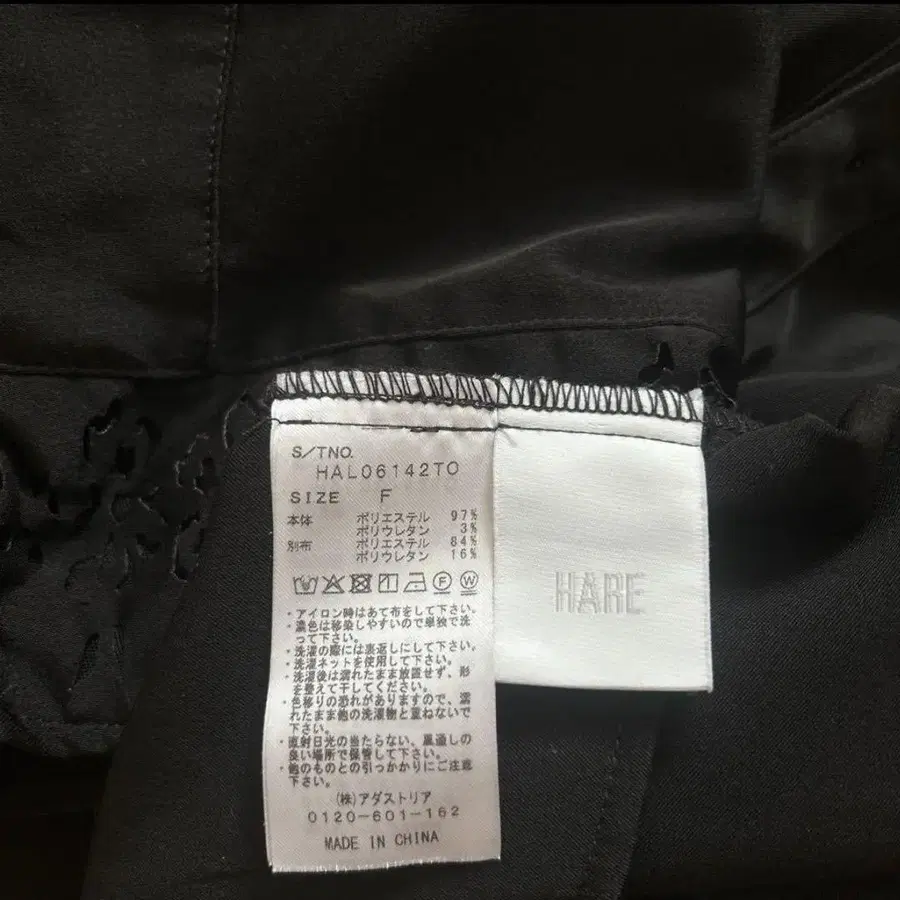 S/TNO.
HAL06142TO
SIZE F
本体 ポリエステル 97%
ポリウレタン 3%
別布 ポリエステル 84%
ポリウレタン 16%
F W
・アイロン時はあて布をして下さい。
・濃色は移染しやすいので単独で洗
って下さい。
・洗濯の際には裏返しにして下さい。
・洗濯ネットを使用して下さい。
・洗濯後は濡れたまま放置せず、形
を整えて干してください。
・色移りの恐れがありますので、濡
れたまま他の洗濯物と重ねないで
下さい。
・直射日光の当たらない、風通しの
良い場所で保管して下さい。
・他のものとの引っかかりにご注意
下さい。
(株)アダストリア
0120-601-162
MADE IN CHINA
HARE